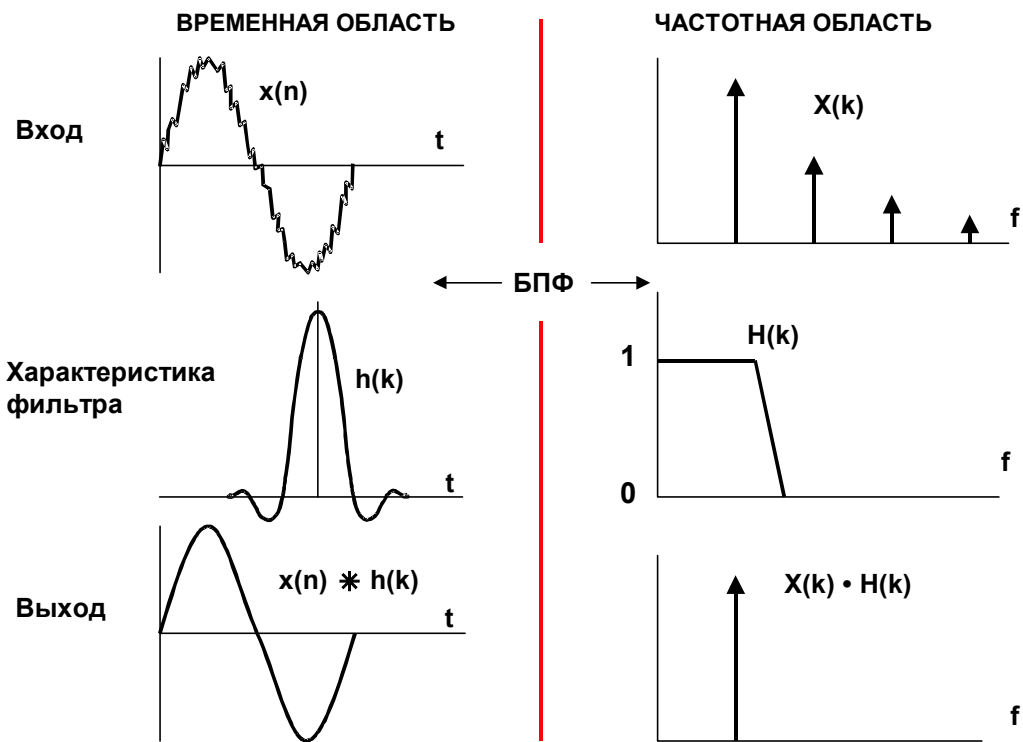 ВРЕМЕННАЯ ОБЛАСТЬ
ЧАСТОТНАЯ ОБЛАСТЬ
Вход
x(n)
t
X(k)
f
БПФ
Характеристика
фильтра
h(k)
t
1
H(k)
0
f
Выход
x(n) ∗ h(k)
t
X(k) • H(k)
f